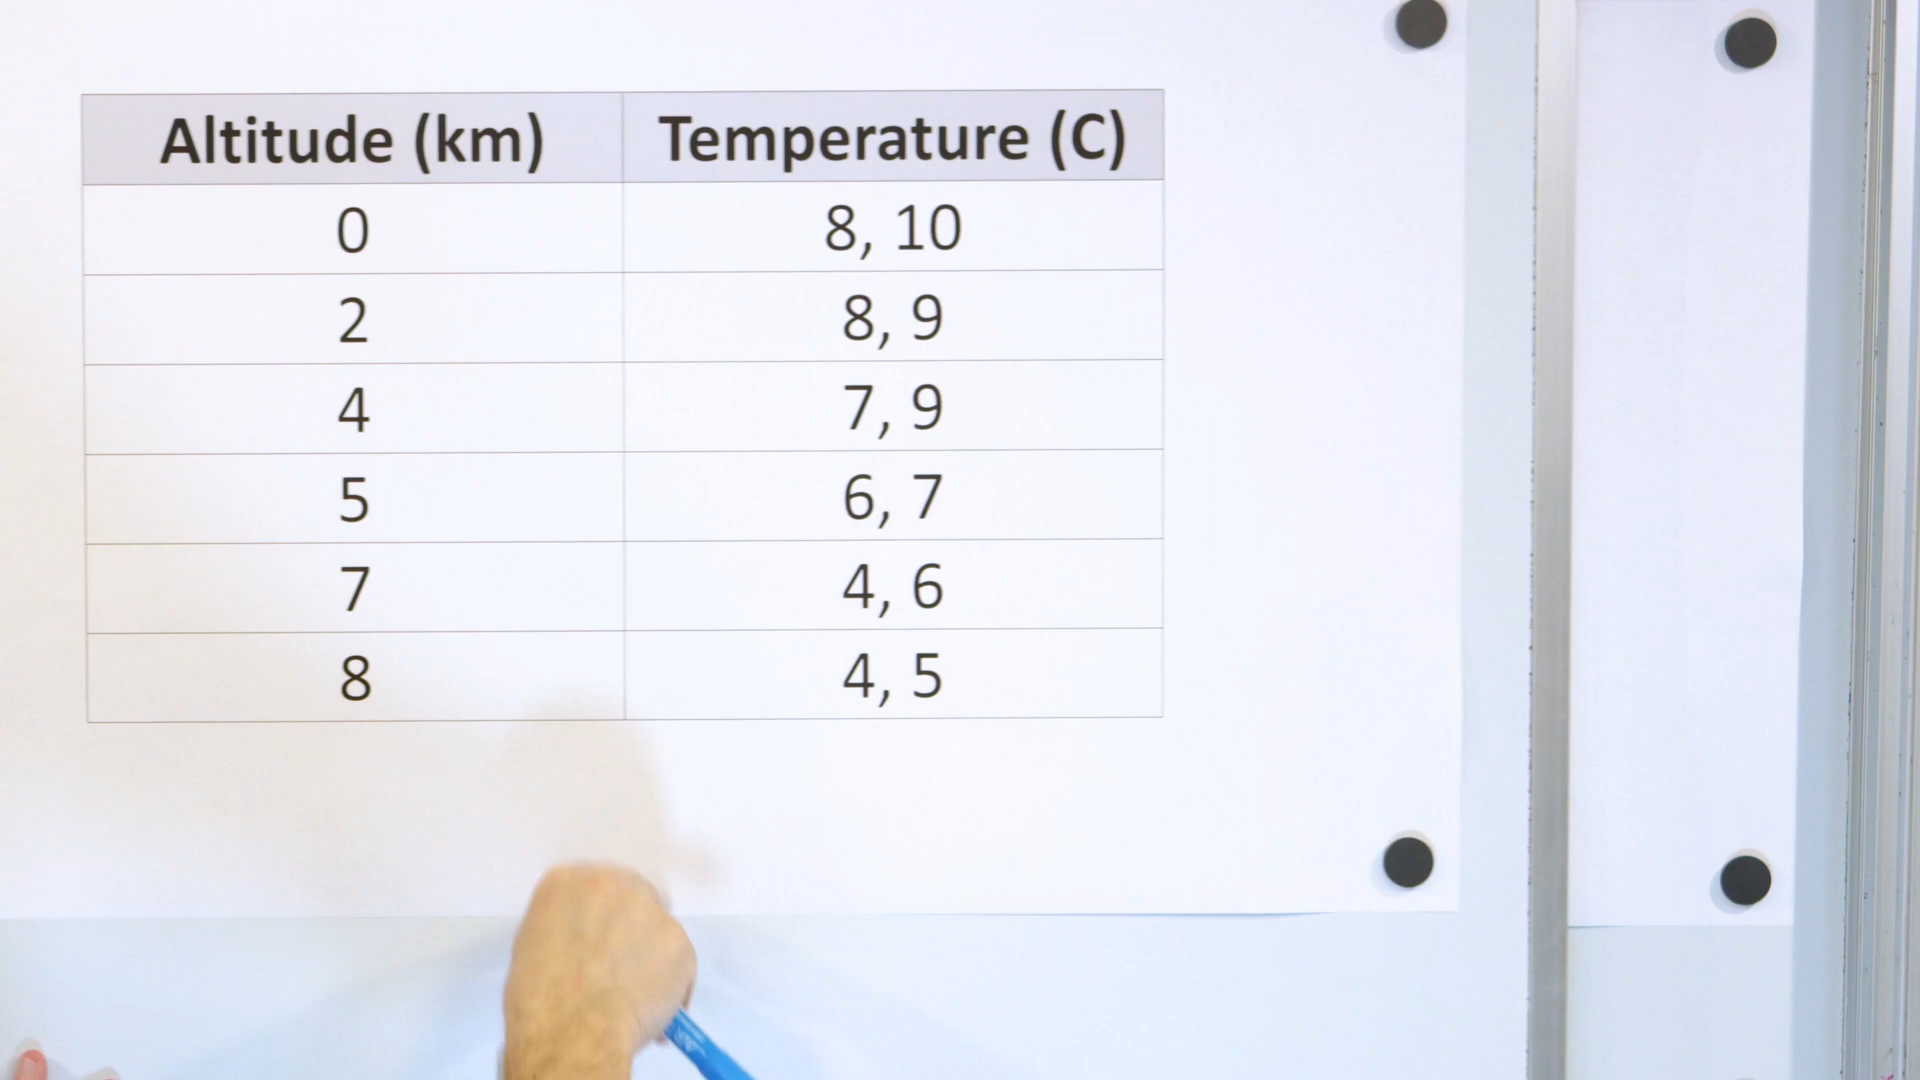 Altitude (km) Temperature (C)
0 8, 10
2 8, 9
4 7, 9
5 6, 7
7 4, 6
8 4, 5